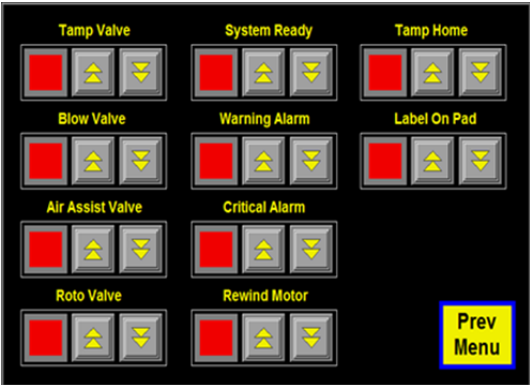 Tamp Valve
System Ready
Tamp Home
Blow Valve
Warning Alarm
Label On Pad
Air Assist Valve
Critical Alarm
Roto Valve
Rewind Motor
Prev
Menu